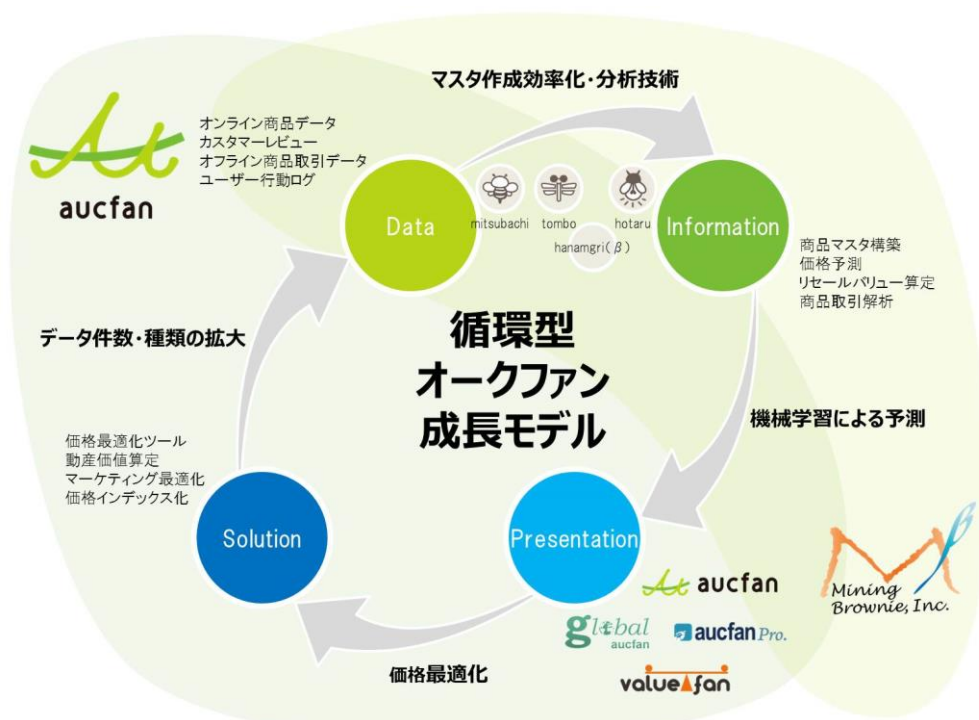 マスタ作成効率化・分析技術
aucfan
オンライン商品データ
カスタマーレビュー
オフライン商品取引データ
ユーザー行動ログ
Data
mitsubachi
tombo
hotaru
hanamgri(β)
Information
商品マスタ構築
価格予測
リセールバリュー算定
商品取引解析
データ件数・種類の拡大
循環型
オークファン
成長モデル
機械学習による予測
価格最適化ツール
動産価値算定
マーケティング最適化
価格インデックス化
Solution
Presentation
aucfan
global
aucfan
aucfan Pro.
valuefan
Mβ
Mining
Brownie, Inc.
価格最適化